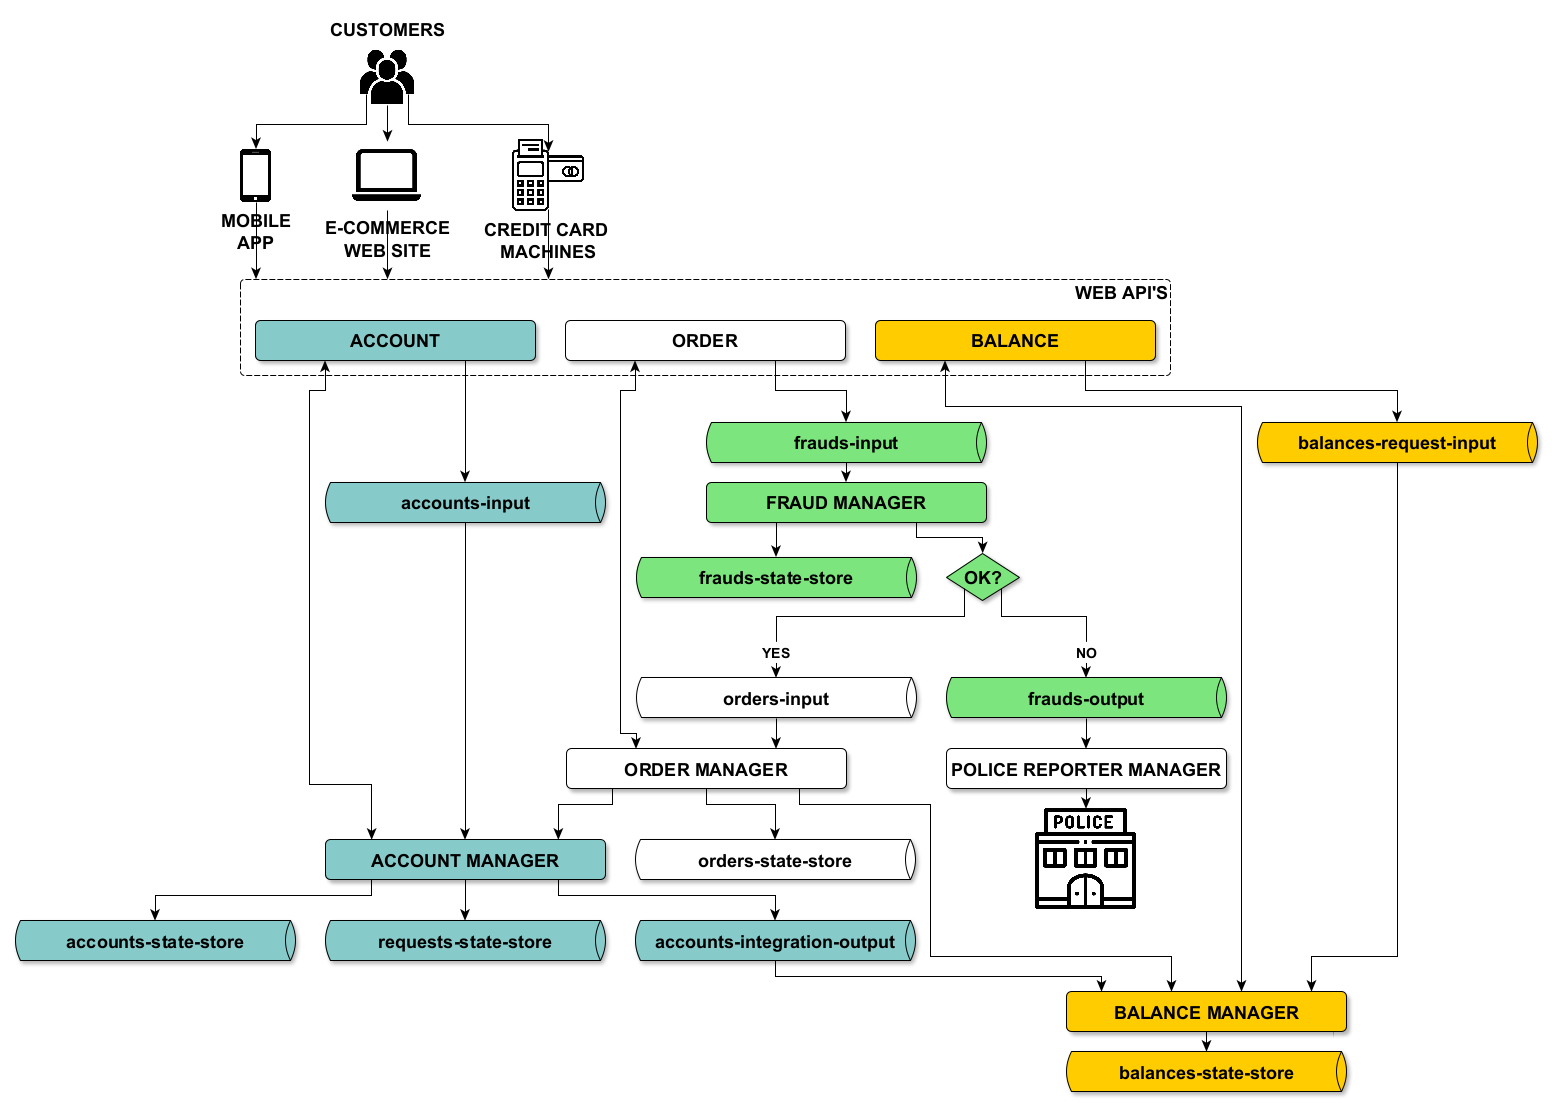 CUSTOMERS
MOBILE
APP
E-COMMERCE
WEB SITE
CREDIT CARD
MACHINES
WEB API'S
ACCOUNT
ORDER
BALANCE
frauds-input
balances-request-input
accounts-input
FRAUD MANAGER
frauds-state-store
OK?
YES
NO
orders-input
frauds-output
ORDER MANAGER
POLICE REPORTER MANAGER
POLICE
ACCOUNT MANAGER
orders-state-store
accounts-state-store
requests-state-store
accounts-integration-output
BALANCE MANAGER
balances-state-store